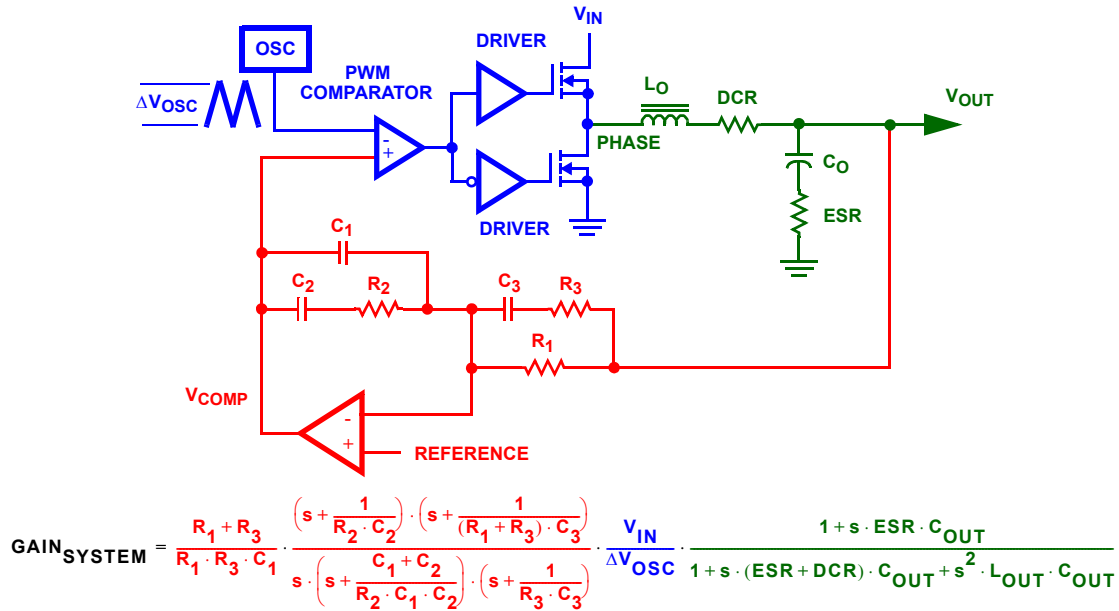 V_IN
OSC
DRIVER
PWM
COMPARATOR
ΔV_OSC
-
+
L_O
DCR
V_OUT
PHASE
C_O
ESR
DRIVER
C_1
C_2
R_2
C_3
R_3
R_1
V_COMP
-
+
REFERENCE
GAIN_SYSTEM = (R_1 + R_3)/(R_1 · R_3 · C_1) · ((s + 1/(R_2 · C_2)) · (s + 1/((R_1 + R_3) · C_3)))/(s · (s + (C_1 + C_2)/(R_2 · C_1 · C_2)) · (s + 1/(R_3 · C_3))) · V_IN/ΔV_OSC · (1 + s · ESR · C_OUT)/(1 + s · (ESR + DCR) · C_OUT + s^2 · L_OUT · C_OUT)